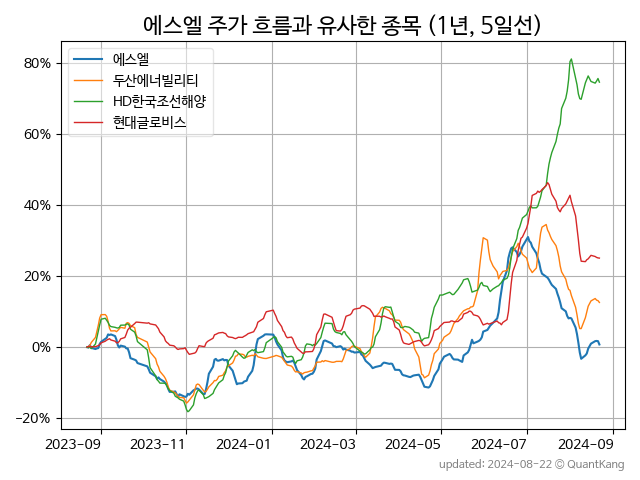 에스엘 주가 흐름과 유사한 종목 (1년, 5일선)
에스엘
두산에너빌리티
HD한국조선해양
현대글로비스
80%
60%
40%
20%
0%
−20%
2023-09 2023-11 2024-01 2024-03 2024-05 2024-07 2024-09
updated: 2024-08-22 © QuantKang